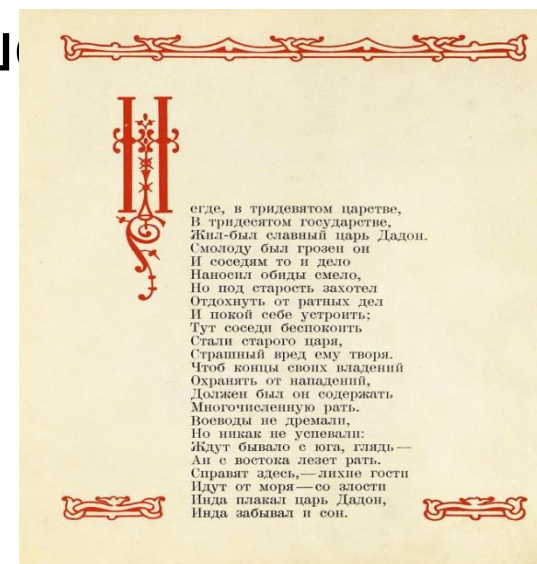 Негде, в тридевятом царстве,
В тридесятом государстве,
Жил-был славный царь Дадон.
Смолоду был грозен он
И соседям то и дело
Наносил обиды смело,
Но под старость захотел
Отдохнуть от ратных дел
И покой себе устроить;
Тут соседи беспокоить
Стали старого царя,
Страшный вред ему творя.
Чтоб концы своих владений
Охранять от нападений,
Должен был он содержать
Многочисленную рать.
Воеводы не дремали,
Но никак не успевали:
Ждут бывало с юга, глядь—
Ан с востока лезет рать.
Справят здесь,—лихие гости
Идут от моря—со злости
Инда плакал царь Дадон,
Инда забывал и сон.